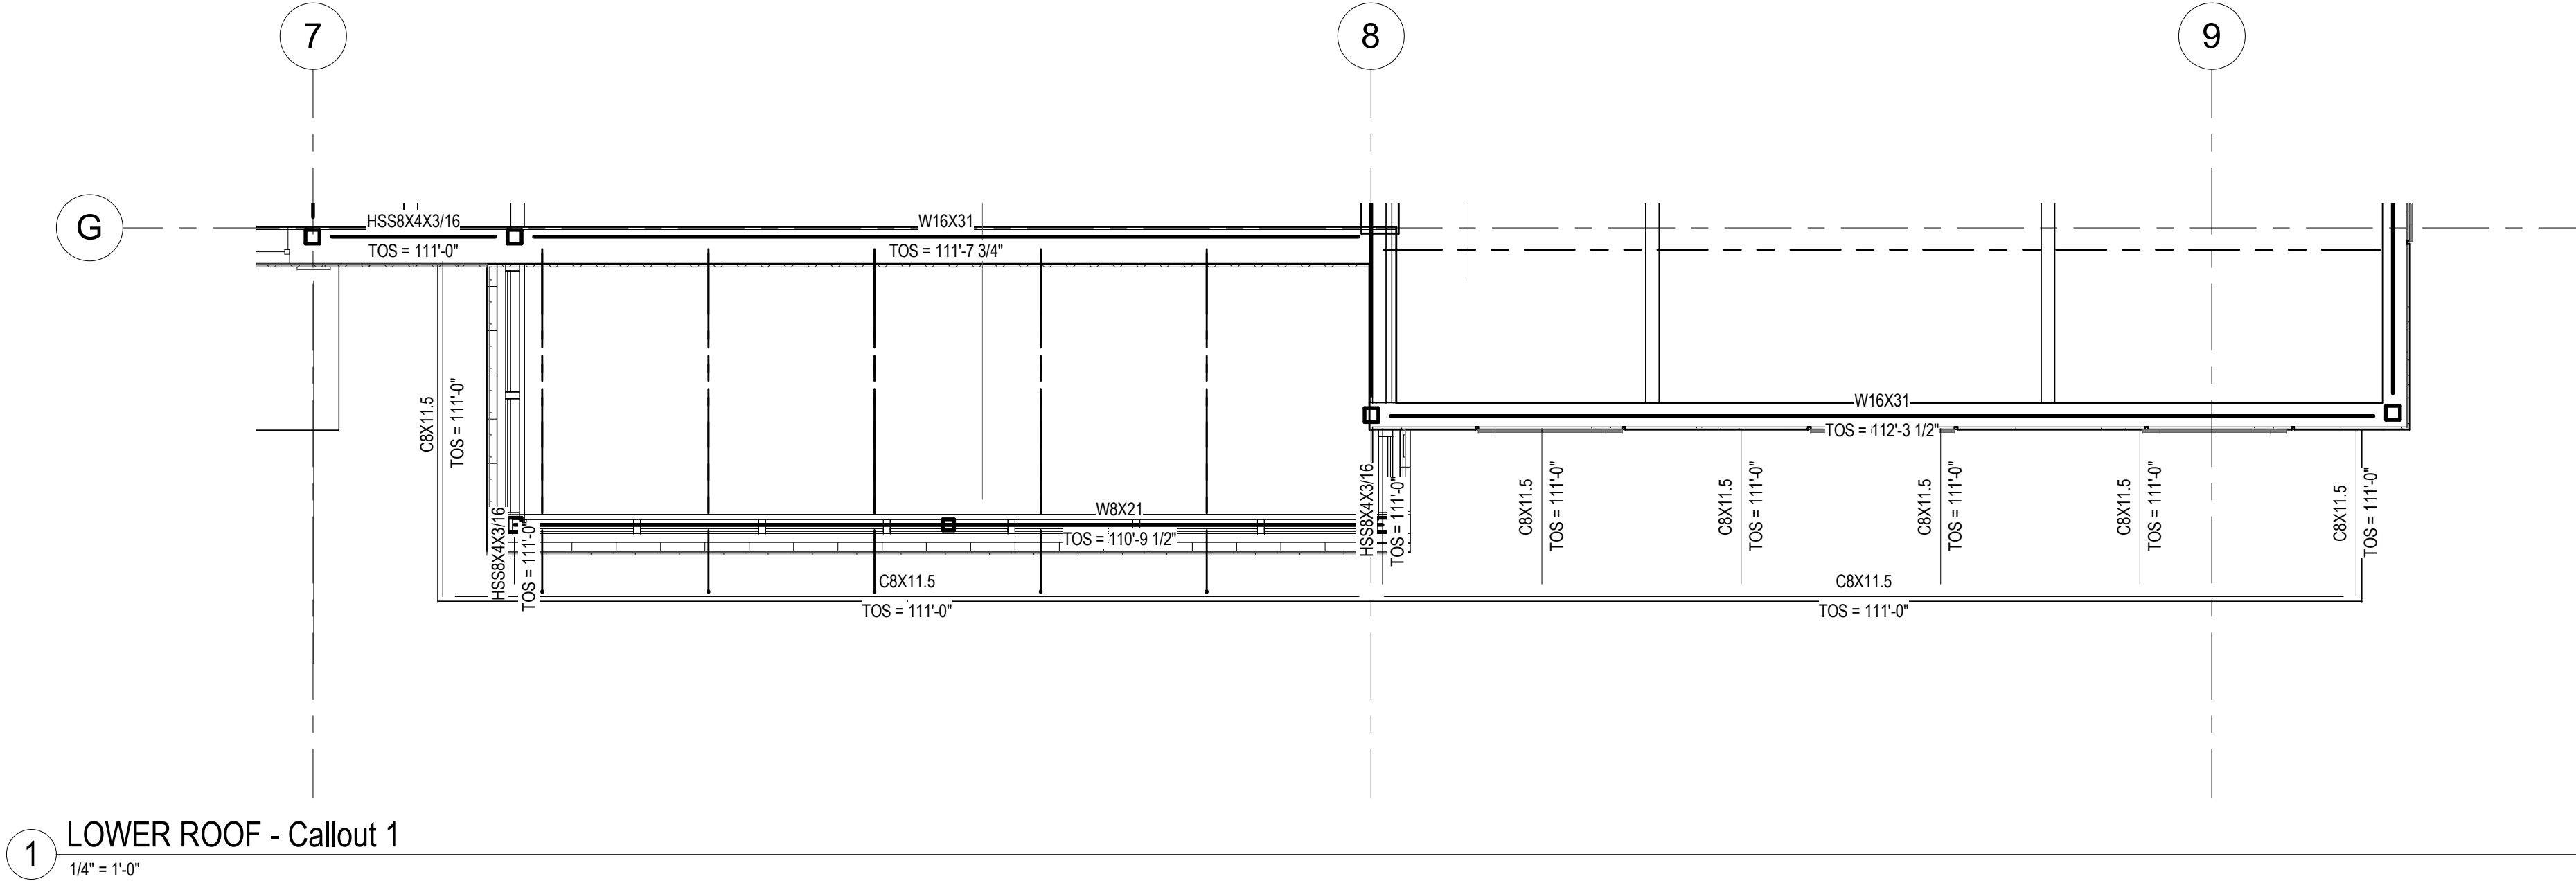 7
8
9
G
HSS8X4X3/16
TOS = 111'-0"
W16X31
TOS = 111'-7 3/4"
C8X11.5
TOS = 111'-0"
W16X31
TOS = 112'-3 1/2"
HSS8X4X3/16
TOS = 111'-0"
W8X21
TOS = 110'-9 1/2"
HSS8X4X3/16
TOS = 111'-0"
C8X11.5
TOS = 111'-0"
C8X11.5
TOS = 111'-0"
C8X11.5
TOS = 111'-0"
C8X11.5
TOS = 111'-0"
C8X11.5
TOS = 111'-0"
C8X11.5
TOS = 111'-0"
C8X11.5
TOS = 111'-0"
1
LOWER ROOF - Callout 1
1/4" = 1'-0"